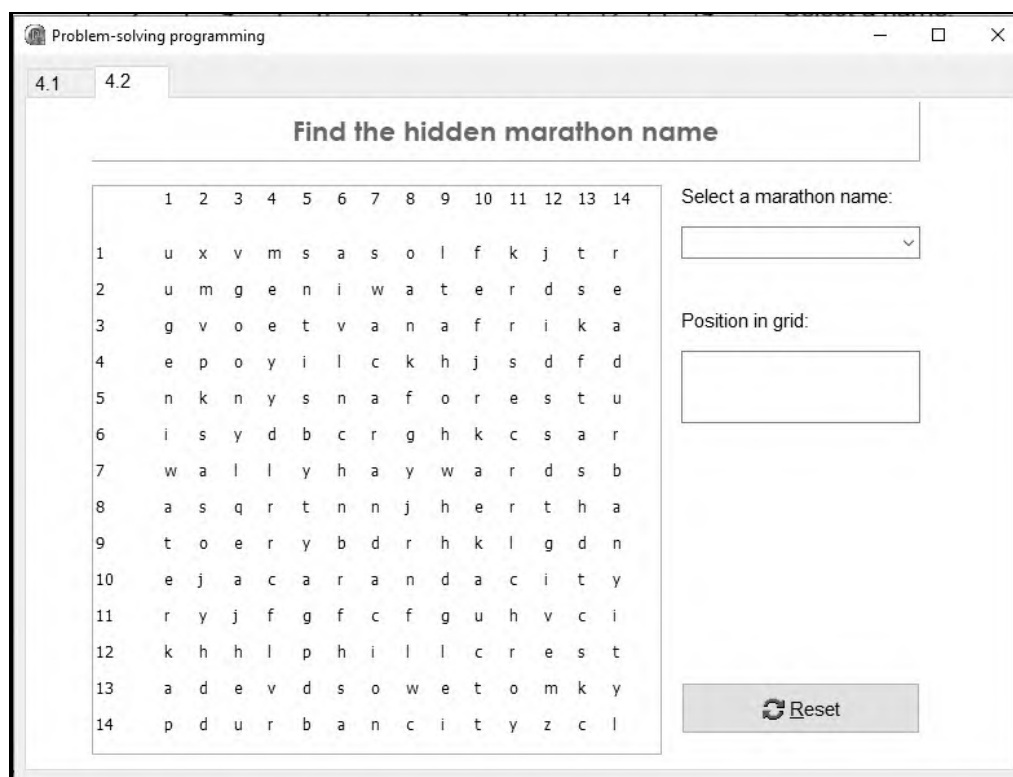 Problem-solving programming
4.1 4.2
Find the hidden marathon name
1 2 3 4 5 6 7 8 9 10 11 12 13 14
1 u x v m s a s o l f k j t r
2 u m g e n i w a t e r d s e
3 g v o e t v a n a f r i k a
4 e p o y i l c k h j s d f d
5 n k n y s n a f o r e s t u
6 i s y d b c r g h k c s a r
7 w a l l y h a y w a r d s b
8 a s q r t n n j h e r t h a
9 t o e r y b d r h k l g d n
10 e j a c a r a n d a c i t y
11 r y j f g f c f g u h v c i
12 k h h l p h i l l c r e s t
13 a d e v d s o w e t o m k y
14 p d u r b a n c i t y z c l
Select a marathon name:
Position in grid:
Reset